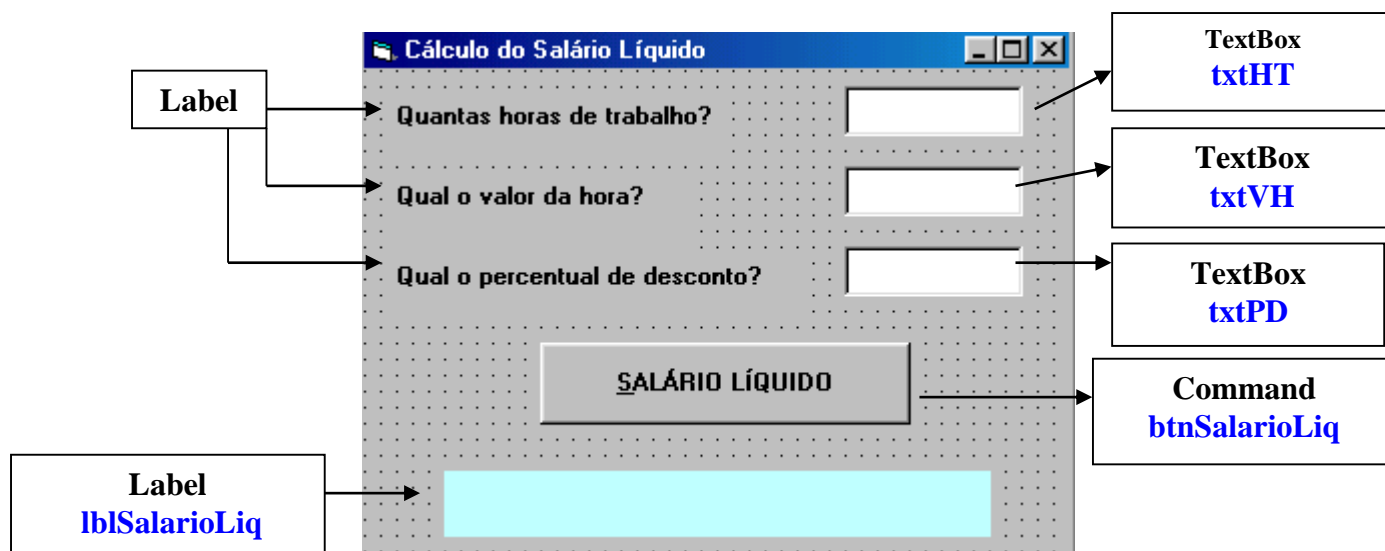 Cálculo do Salário Líquido
TextBox
txtHT
Label
Quantas horas de trabalho?
TextBox
txtVH
Qual o valor da hora?
TextBox
txtPD
Qual o percentual de desconto?
SALÁRIO LÍQUIDO
Command
btnSalarioLiq
Label
lblSalarioLiq